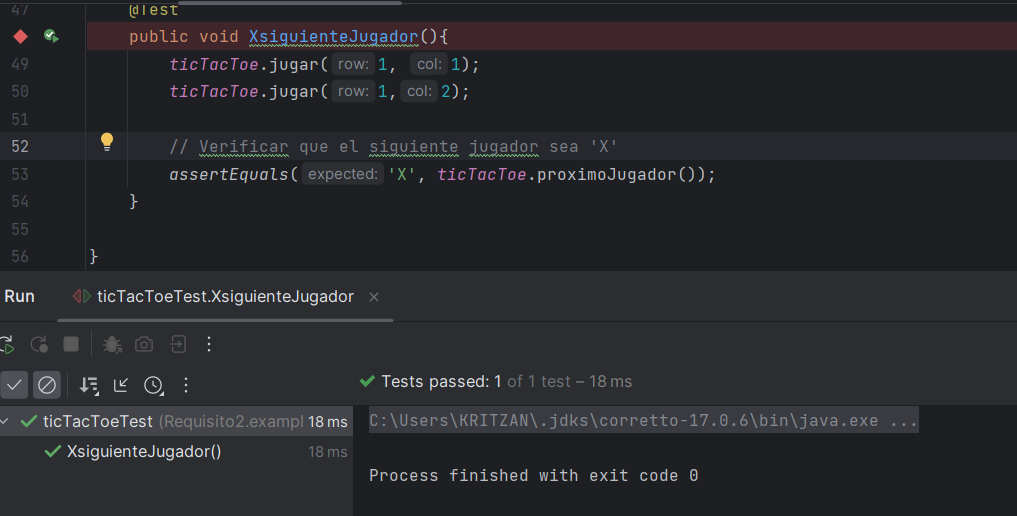 47 @Test
public void XsiguienteJugador(){
49 ticTacToe.jugar( row: 1, col: 1);
50 ticTacToe.jugar( row: 1, col: 2);
51
52 // Verificar que el siguiente jugador sea 'X'
53 assertEquals( expected: 'X', ticTacToe.proximoJugador());
54 }
55
56 }
Run ticTacToeTest.XsiguienteJugador ×
Tests passed: 1 of 1 test – 18 ms
ticTacToeTest (Requisito2.exampl 18 ms
C:\Users\KRITZAN\.jdks\corretto-17.0.6\bin\java.exe ...
XsiguienteJugador() 18 ms
Process finished with exit code 0